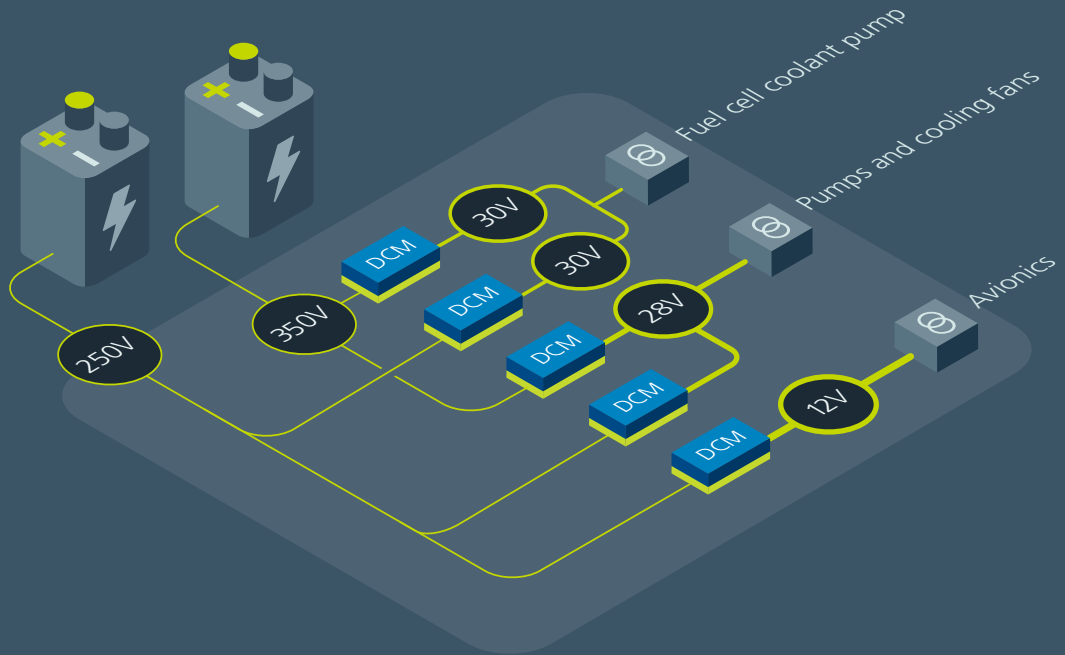 Fuel cell coolant pump
Pumps and cooling fans
Avionics
30V
30V
28V
12V
350V
250V
DCM
DCM
DCM
DCM
DCM